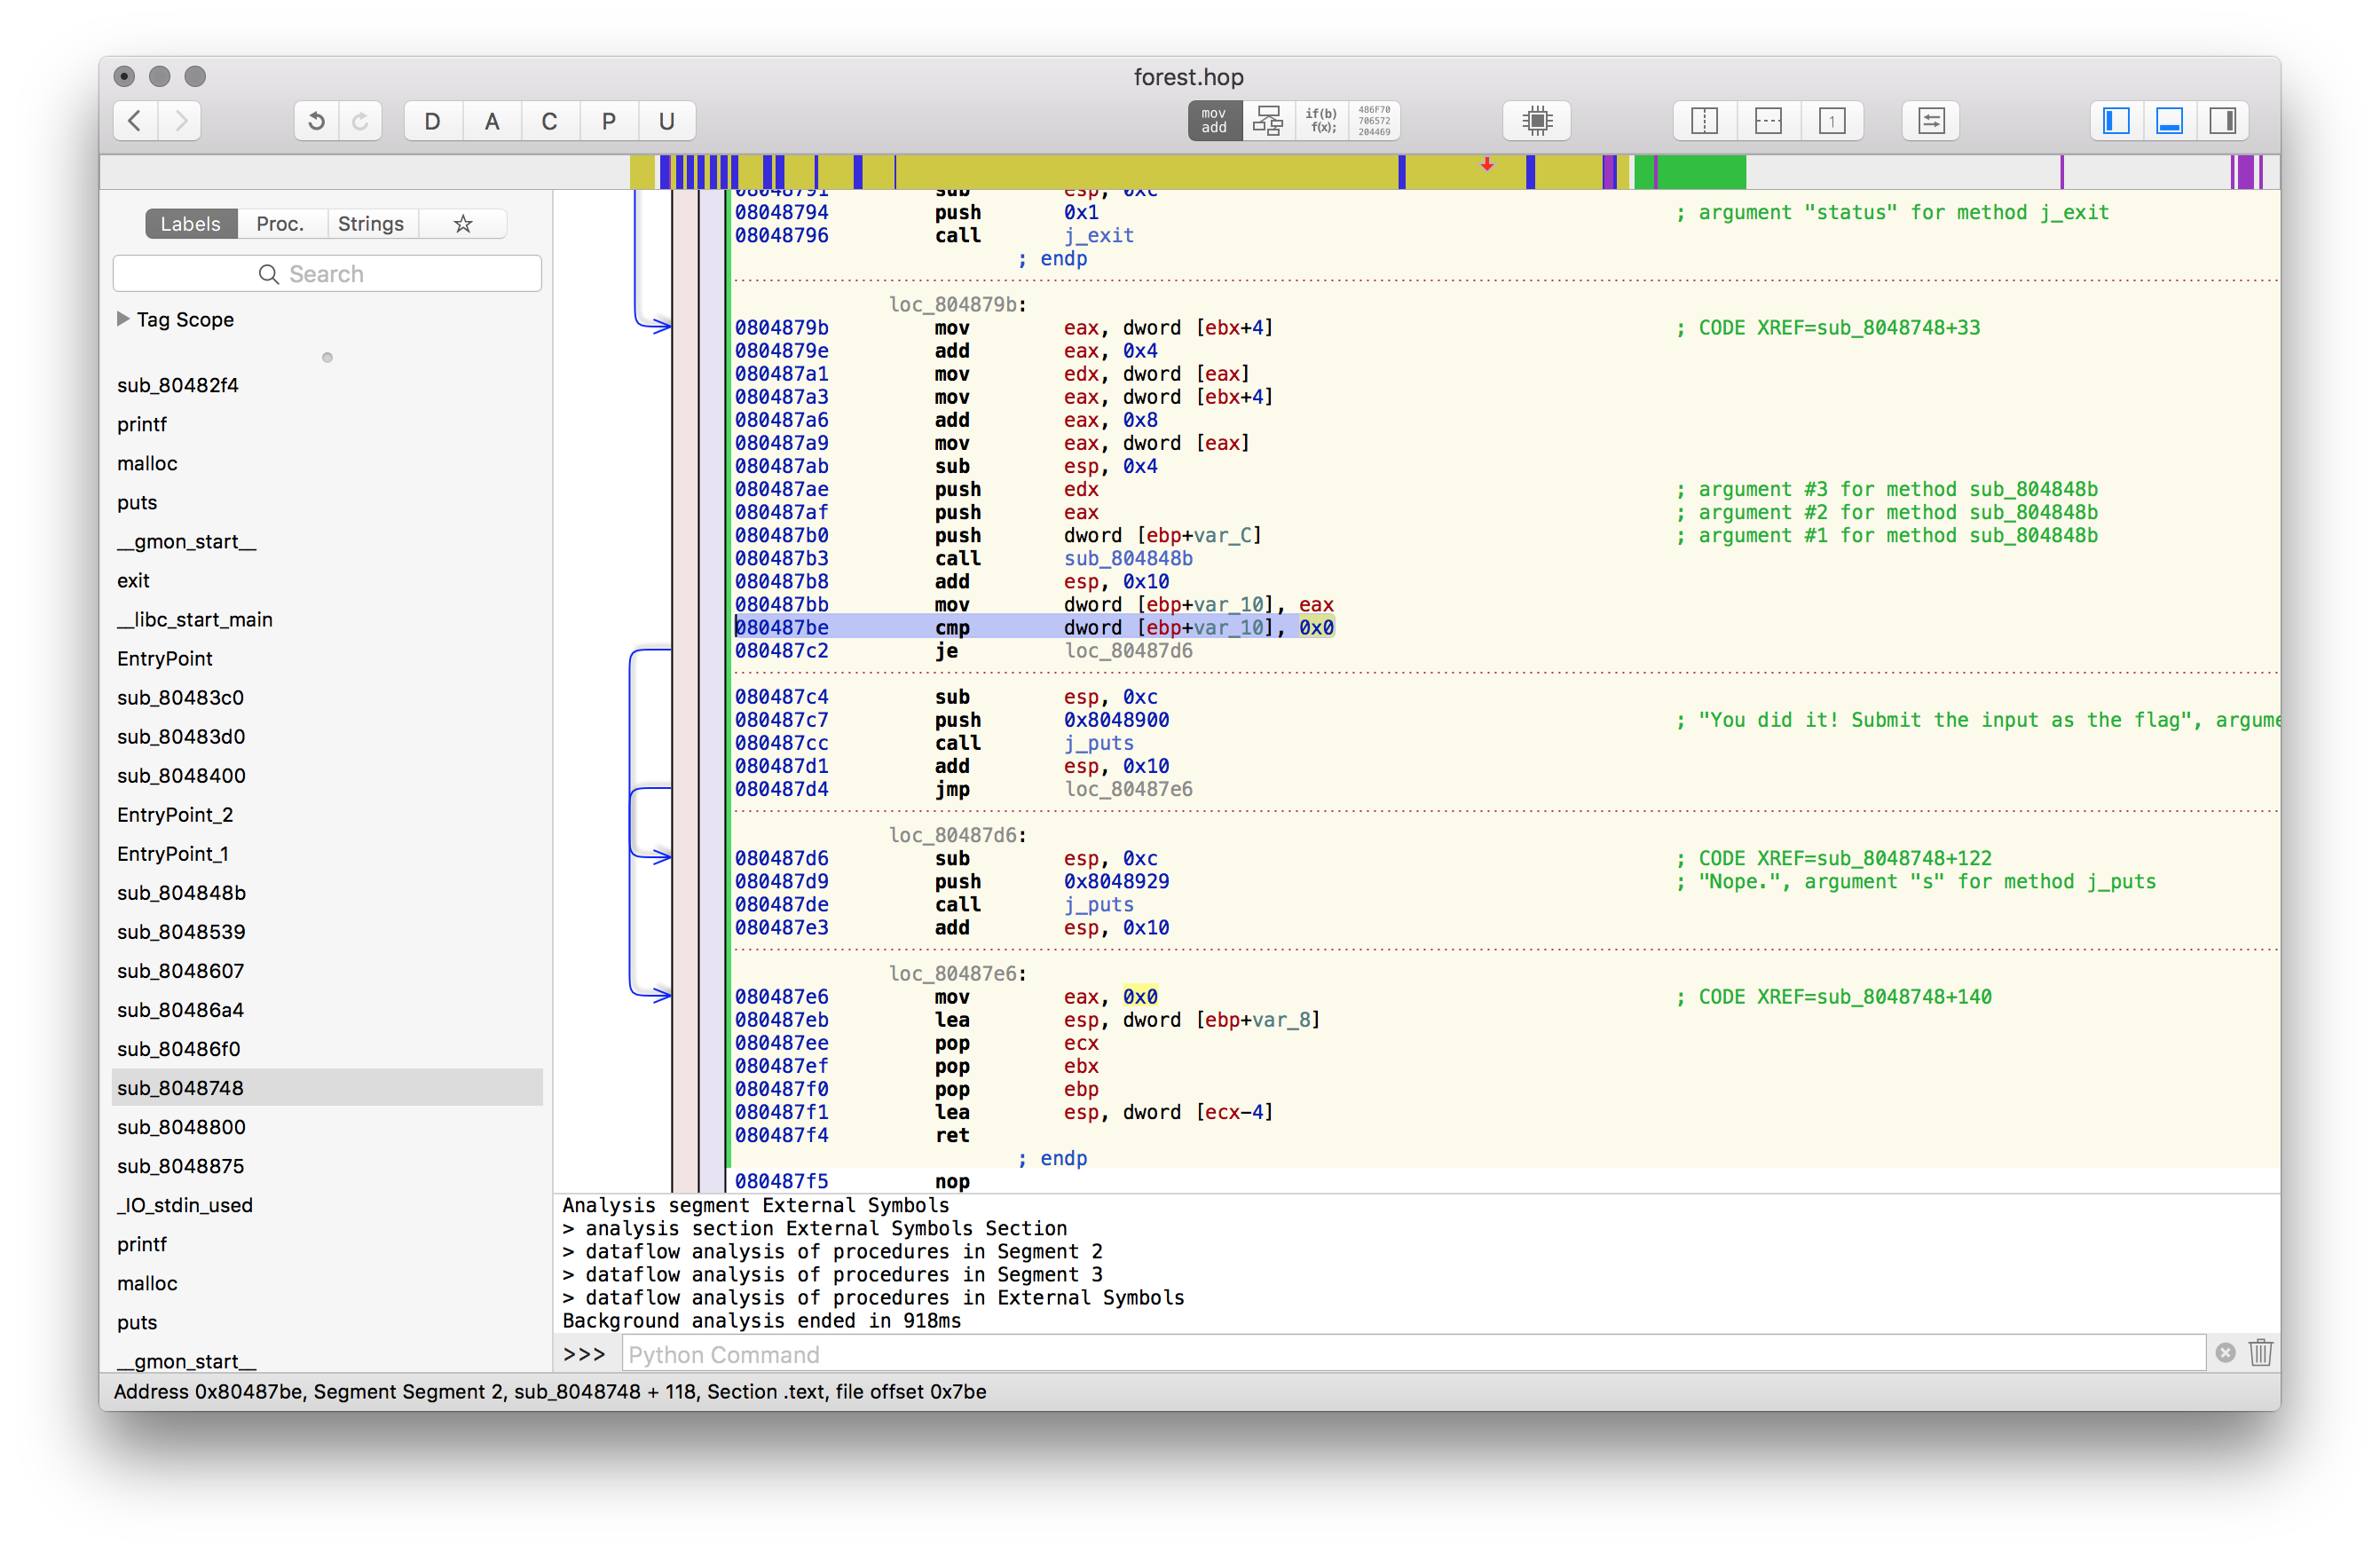 forest.hop
D A C P U
mov add
if(b) f(x);
486F70 706572 204469
1
Labels Proc. Strings
Search
Tag Scope
sub_80482f4
printf
malloc
puts
__gmon_start__
exit
__libc_start_main
EntryPoint
sub_80483c0
sub_80483d0
sub_8048400
EntryPoint_2
EntryPoint_1
sub_804848b
sub_8048539
sub_8048607
sub_80486a4
sub_80486f0
sub_8048748
sub_8048800
sub_8048875
_IO_stdin_used
printf
malloc
puts
__gmon_start__
08048791 sub esp, 0xc
08048794 push 0x1 ; argument "status" for method j_exit
08048796 call j_exit
; endp
loc_804879b:
0804879b mov eax, dword [ebx+4] ; CODE XREF=sub_8048748+33
0804879e add eax, 0x4
080487a1 mov edx, dword [eax]
080487a3 mov eax, dword [ebx+4]
080487a6 add eax, 0x8
080487a9 mov eax, dword [eax]
080487ab sub esp, 0x4
080487ae push edx ; argument #3 for method sub_804848b
080487af push eax ; argument #2 for method sub_804848b
080487b0 push dword [ebp+var_C] ; argument #1 for method sub_804848b
080487b3 call sub_804848b
080487b8 add esp, 0x10
080487bb mov dword [ebp+var_10], eax
080487be cmp dword [ebp+var_10], 0x0
080487c2 je loc_80487d6
080487c4 sub esp, 0xc
080487c7 push 0x8048900 ; "You did it! Submit the input as the flag", argume
080487cc call j_puts
080487d1 add esp, 0x10
080487d4 jmp loc_80487e6
loc_80487d6:
080487d6 sub esp, 0xc ; CODE XREF=sub_8048748+122
080487d9 push 0x8048929 ; "Nope.", argument "s" for method j_puts
080487de call j_puts
080487e3 add esp, 0x10
loc_80487e6:
080487e6 mov eax, 0x0 ; CODE XREF=sub_8048748+140
080487eb lea esp, dword [ebp+var_8]
080487ee pop ecx
080487ef pop ebx
080487f0 pop ebp
080487f1 lea esp, dword [ecx-4]
080487f4 ret
; endp
080487f5 nop
Analysis segment External Symbols
> analysis section External Symbols Section
> dataflow analysis of procedures in Segment 2
> dataflow analysis of procedures in Segment 3
> dataflow analysis of procedures in External Symbols
Background analysis ended in 918ms
>>> Python Command
Address 0x80487be, Segment Segment 2, sub_8048748 + 118, Section .text, file offset 0x7be